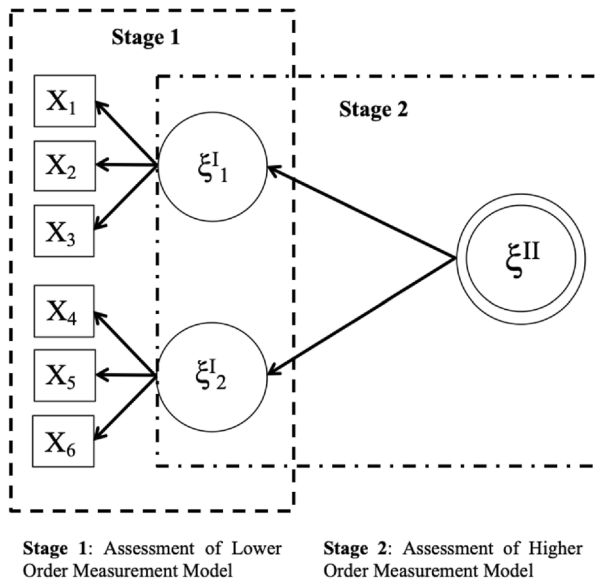 Stage 1
Stage 2
X₁
X₂
X₃
ξᴵ₁
ξᴵᴵ
X₄
X₅
X₆
ξᴵ₂
Stage 1: Assessment of Lower
Order Measurement Model
Stage 2: Assessment of Higher
Order Measurement Model